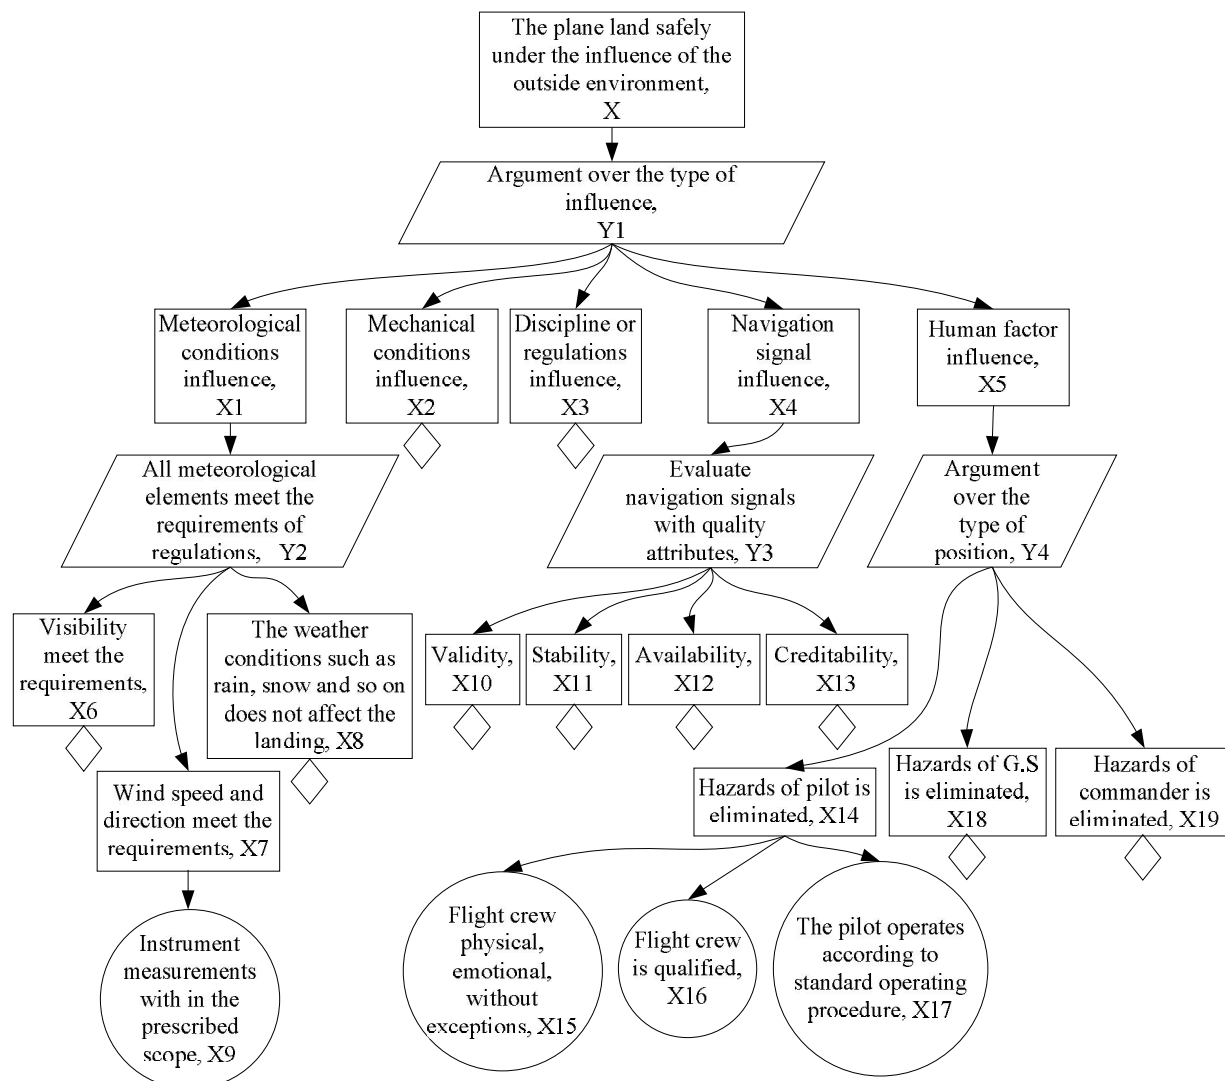 The plane land safely
under the influence of the
outside environment,
X
Argument over the type of
influence,
Y1
Meteorological
conditions
influence,
X1
Mechanical
conditions
influence,
X2
Discipline or
regulations
influence,
X3
Navigation
signal
influence,
X4
Human factor
influence,
X5
All meteorological
elements meet the
requirements of
regulations, Y2
Evaluate
navigation signals
with quality
attributes, Y3
Argument
over the
type of
position, Y4
Visibility
meet the
requirements,
X6
The weather
conditions such as
rain, snow and so on
does not affect the
landing, X8
Validity,
X10
Stability,
X11
Availability,
X12
Creditability,
X13
Wind speed and
direction meet the
requirements, X7
Hazards of pilot is
eliminated, X14
Hazards of G.S
is eliminated,
X18
Hazards of
commander is
eliminated, X19
Instrument
measurements
with in the
prescribed
scope, X9
Flight crew
physical,
emotional,
without
exceptions, X15
Flight crew
is qualified,
X16
The pilot operates
according to
standard operating
procedure, X17